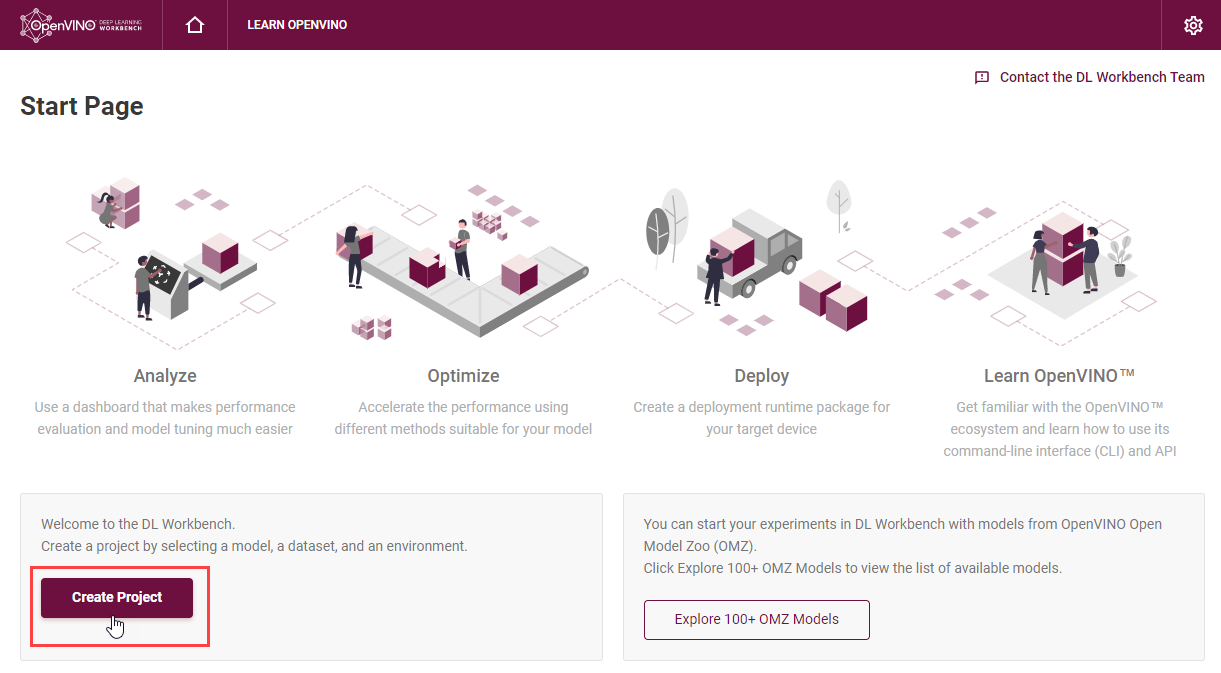 OpenVINO DEEP LEARNING WORKBENCH
LEARN OPENVINO
Contact the DL Workbench Team
Start Page
Analyze
Use a dashboard that makes performance
evaluation and model tuning much easier
Optimize
Accelerate the performance using
different methods suitable for your model
Deploy
Create a deployment runtime package for
your target device
Learn OpenVINO™
Get familiar with the OpenVINO™
ecosystem and learn how to use its
command-line interface (CLI) and API
Welcome to the DL Workbench.
Create a project by selecting a model, a dataset, and an environment.
Create Project
You can start your experiments in DL Workbench with models from OpenVINO Open
Model Zoo (OMZ).
Click Explore 100+ OMZ Models to view the list of available models.
Explore 100+ OMZ Models